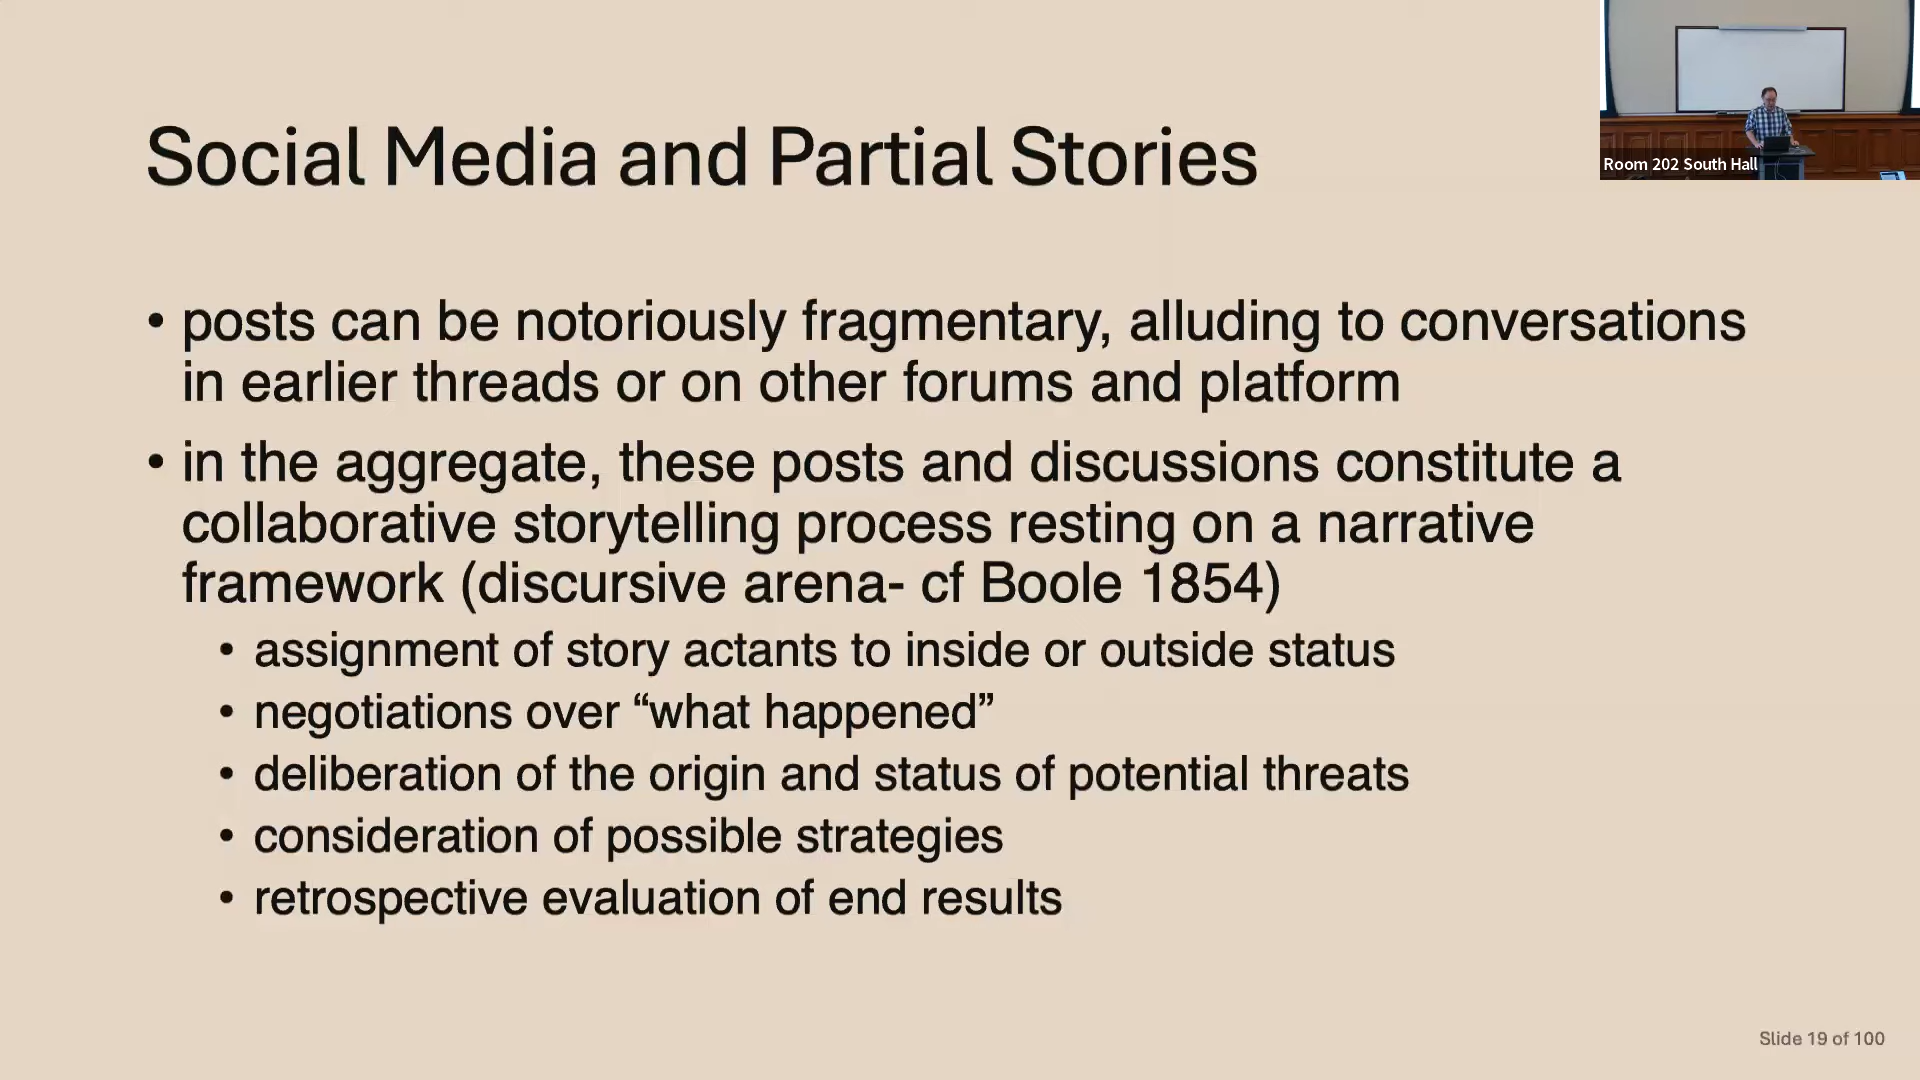 Social Media and Partial Stories
Room 202 South Hall
• posts can be notoriously fragmentary, alluding to conversations
in earlier threads or on other forums and platform
• in the aggregate, these posts and discussions constitute a
collaborative storytelling process resting on a narrative
framework (discursive arena- cf Boole 1854)
• assignment of story actants to inside or outside status
• negotiations over “what happened”
• deliberation of the origin and status of potential threats
• consideration of possible strategies
• retrospective evaluation of end results
Slide 19 of 100